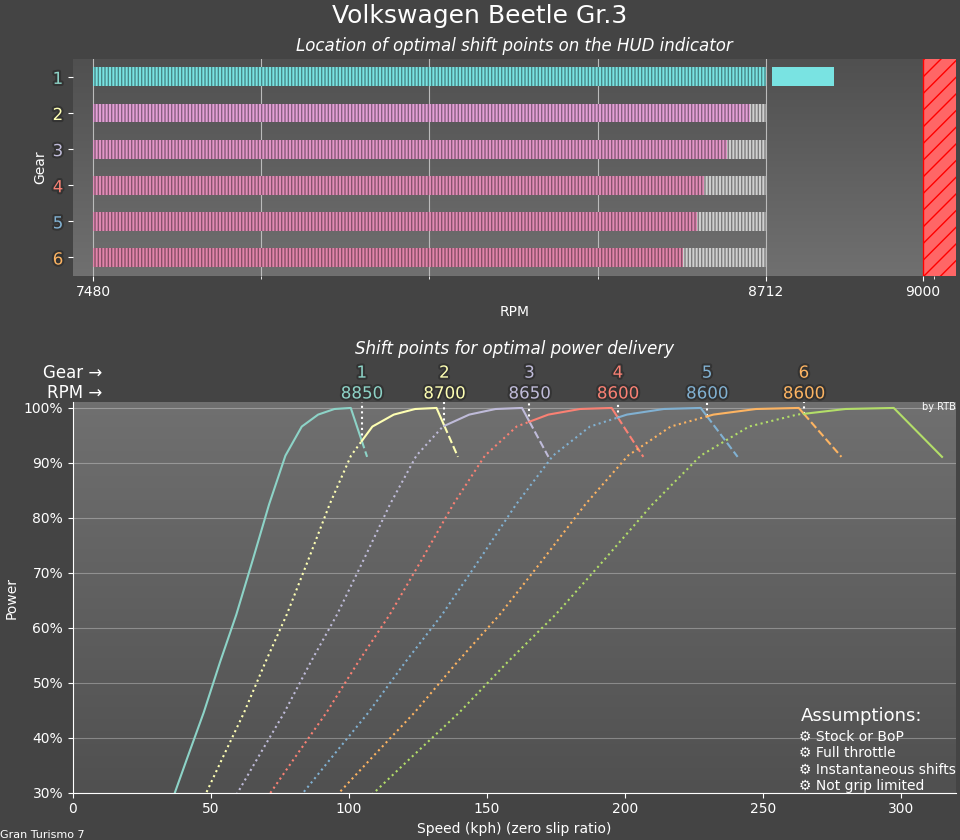 Volkswagen Beetle Gr.3
Location of optimal shift points on the HUD indicator
Gear
1
2
3
4
5
6
7480 8712 9000
RPM
Shift points for optimal power delivery
Gear → 1 2 3 4 5 6
RPM → 8850 8700 8650 8600 8600 8600
by RTB
Power
100%
90%
80%
70%
60%
50%
40%
30%
Assumptions:
⚙ Stock or BoP
⚙ Full throttle
⚙ Instantaneous shifts
⚙ Not grip limited
0 50 100 150 200 250 300
Speed (kph) (zero slip ratio)
Gran Turismo 7